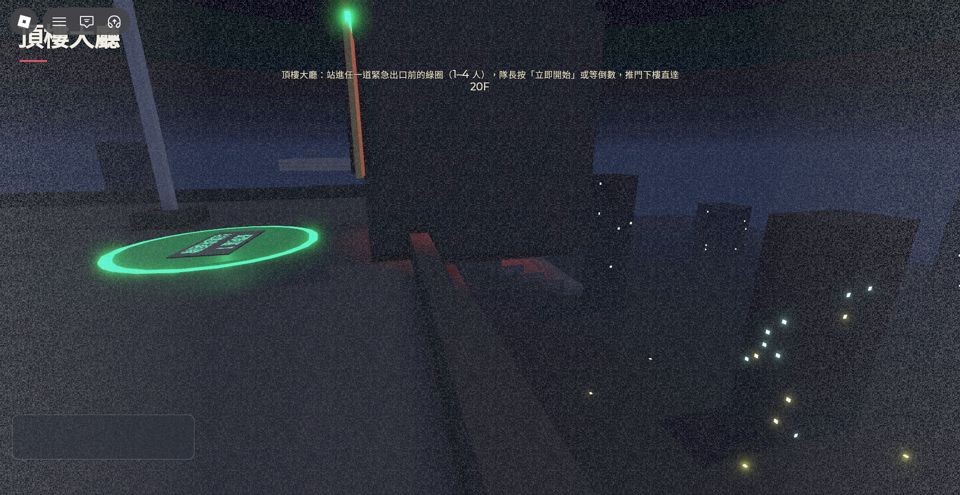 頂樓大廳
頂樓大廳：站進任一道緊急出口前的綠圈（1–4 人），隊長按「立即開始」或等倒數，推門下樓直達
20F